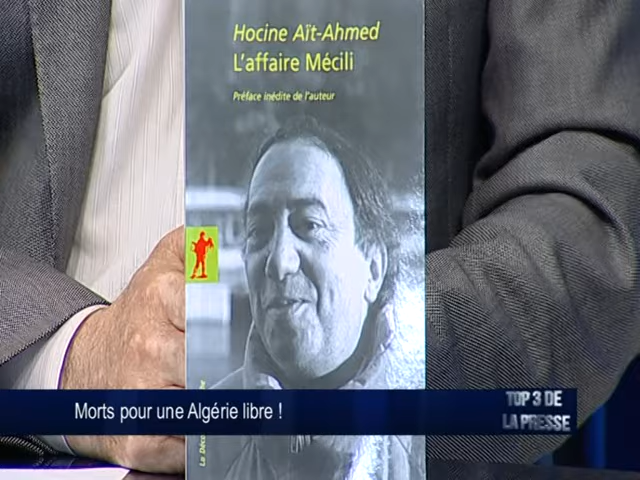 Hocine Aït-Ahmed
L'affaire Mécili
Préface inédite de l'auteur
Morts pour une Algérie libre !
TOP 3 DE
LA PRESSE